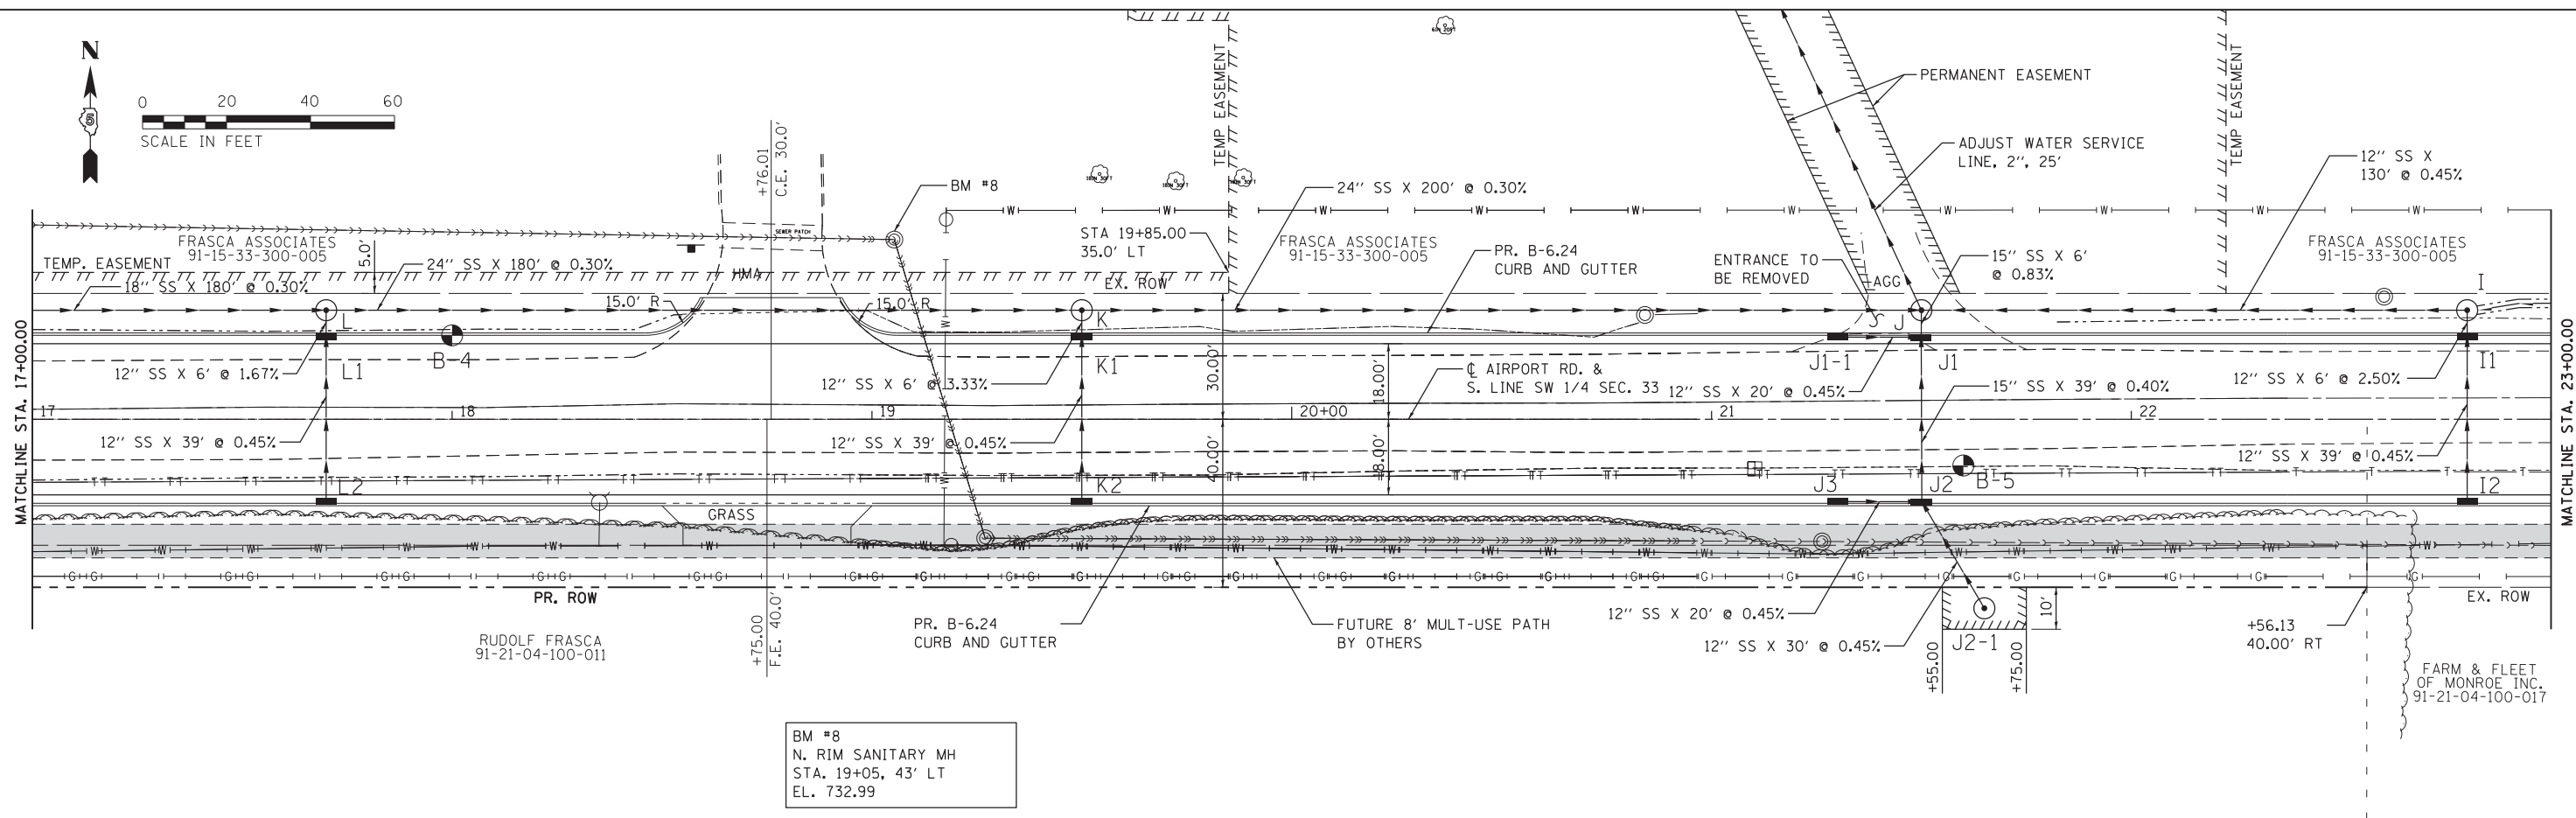 N
5
0 20 40 60
SCALE IN FEET
TEMP EASEMENT
+76.01
C.E. 30.0'
BM #8
24'' SS X 200' @ 0.30%
STA 19+85.00
35.0' LT
PERMANENT EASEMENT
ADJUST WATER SERVICE
LINE, 2'', 25'
TEMP EASEMENT
12'' SS X
130' @ 0.45%
FRASCA ASSOCIATES
91-15-33-300-005
5.0'
TEMP. EASEMENT
24'' SS X 180' @ 0.30%
18'' SS X 180' @ 0.30%
SEWER PATCH
HMA
15.0' R
15.0' R
EX. ROW
FRASCA ASSOCIATES
91-15-33-300-005
PR. B-6.24
CURB AND GUTTER
ENTRANCE TO
BE REMOVED
AGG
15'' SS X 6'
@ 0.83%
FRASCA ASSOCIATES
91-15-33-300-005
MATCHLINE STA. 17+00.00
L
B-4
L1
12'' SS X 6' @ 1.67%
K
K1
12'' SS X 6' @ 3.33%
30.00'
18.00'
℄ AIRPORT RD. &
S. LINE SW 1/4 SEC. 33
12'' SS X 20' @ 0.45%
S
J
J1-1
J1
15'' SS X 39' @ 0.40%
I
I1
12'' SS X 6' @ 2.50%
MATCHLINE STA. 23+00.00
17 18 19 20+00 21 22
12'' SS X 39' @ 0.45%
12'' SS X 39' @ 0.45%
40.00'
18.00'
12'' SS X 39' @ 0.45%
L2
K2
J3
J2
B-5
I2
GRASS
W W W W W W
G G G G G G
PR. ROW
EX. ROW
RUDOLF FRASCA
91-21-04-100-011
+75.00
F.E. 40.0'
PR. B-6.24
CURB AND GUTTER
FUTURE 8' MULT-USE PATH
BY OTHERS
12'' SS X 20' @ 0.45%
12'' SS X 30' @ 0.45%
J2-1
10'
+55.00
+75.00
+56.13
40.00' RT
FARM & FLEET
OF MONROE INC.
91-21-04-100-017
BM #8
N. RIM SANITARY MH
STA. 19+05, 43' LT
EL. 732.99